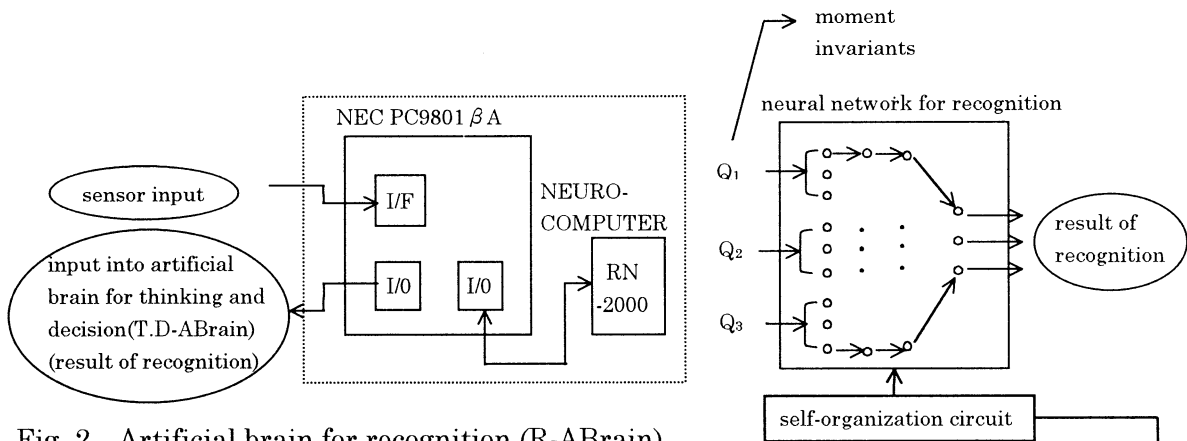 NEC PC9801 βA
sensor input
I/F
NEURO-
COMPUTER
RN
-2000
I/0
I/0
input into artificial
brain for thinking and
decision(T.D-ABrain)
(result of recognition)
Fig. 2 Artificial brain for recognition (R-ABrain)
moment
invariants
neural network for recognition
Q1
Q2
Q3
result of
recognition
self-organization circuit